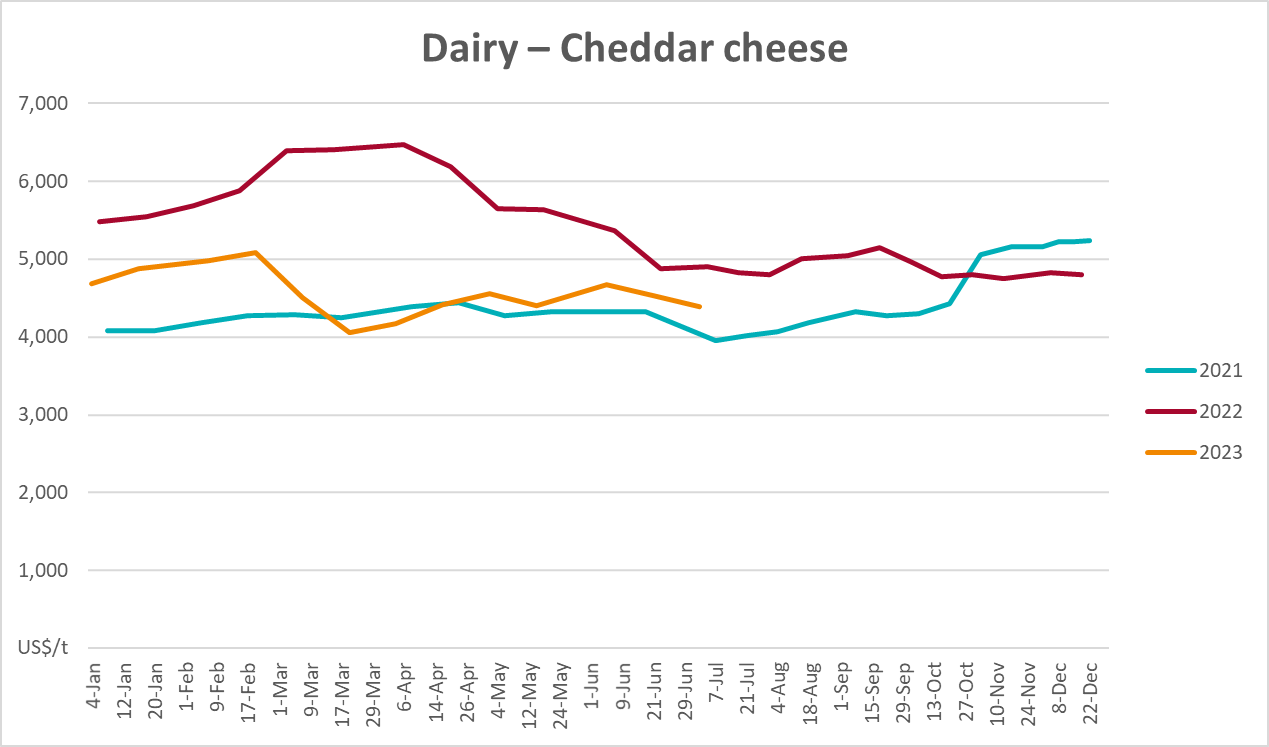 Dairy – Cheddar cheese
7,000
6,000
5,000
4,000
3,000
2,000
1,000
US$/t
4-Jan
12-Jan
20-Jan
1-Feb
9-Feb
17-Feb
1-Mar
9-Mar
17-Mar
29-Mar
6-Apr
14-Apr
26-Apr
4-May
12-May
24-May
1-Jun
9-Jun
21-Jun
29-Jun
7-Jul
21-Jul
4-Aug
18-Aug
1-Sep
15-Sep
29-Sep
13-Oct
27-Oct
10-Nov
24-Nov
8-Dec
22-Dec
2021
2022
2023